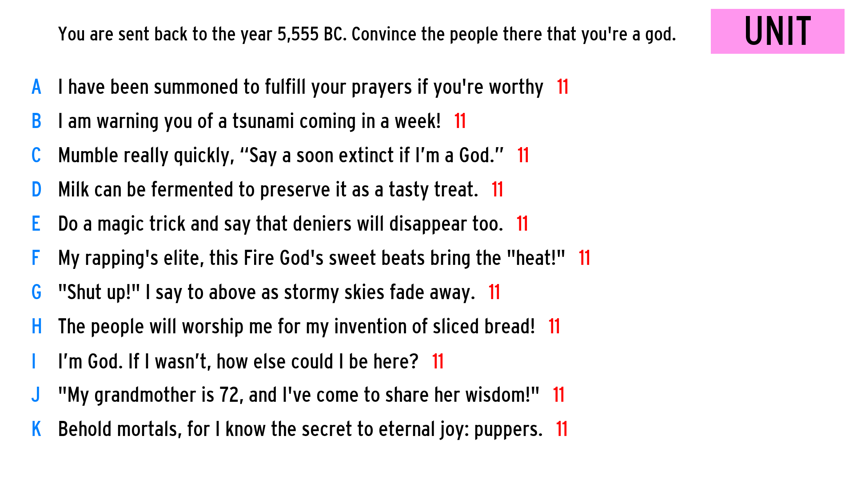 You are sent back to the year 5,555 BC. Convince the people there that you're a god.
UNIT
A I have been summoned to fulfill your prayers if you're worthy 11
B I am warning you of a tsunami coming in a week! 11
C Mumble really quickly, “Say a soon extinct if I’m a God.” 11
D Milk can be fermented to preserve it as a tasty treat. 11
E Do a magic trick and say that deniers will disappear too. 11
F My rapping's elite, this Fire God's sweet beats bring the "heat!" 11
G "Shut up!" I say to above as stormy skies fade away. 11
H The people will worship me for my invention of sliced bread! 11
I I’m God. If I wasn’t, how else could I be here? 11
J "My grandmother is 72, and I've come to share her wisdom!" 11
K Behold mortals, for I know the secret to eternal joy: puppers. 11